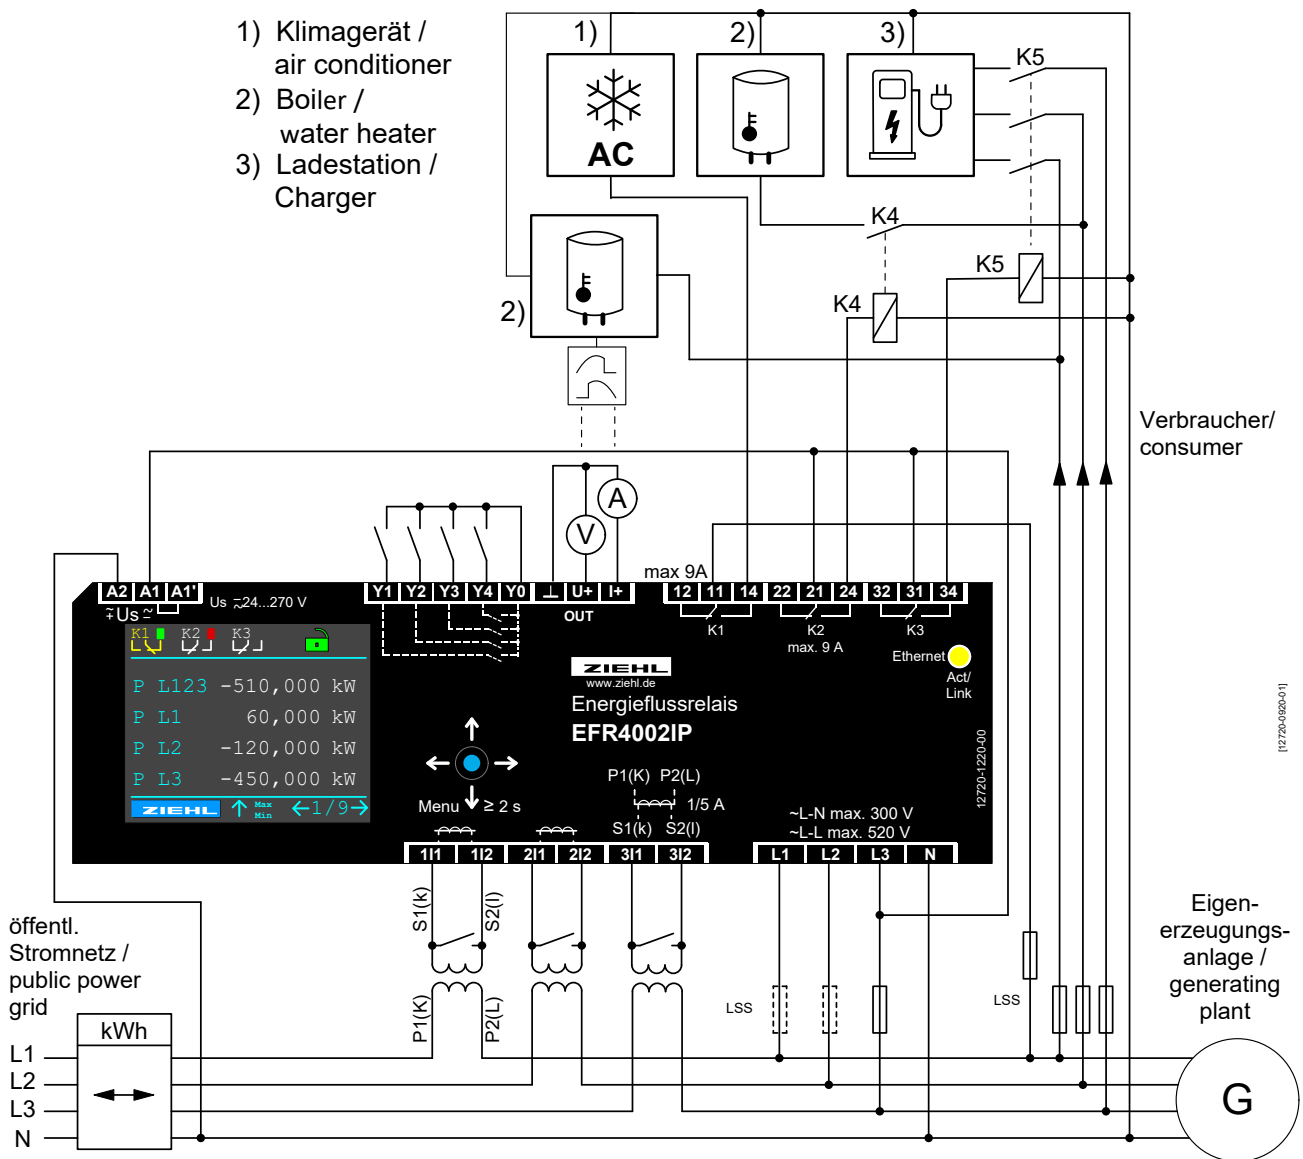 1) Klimagerät /
air conditioner
2) Boiler /
water heater
3) Ladestation /
Charger
1)
2)
3)
AC
K5
K4
K5
K4
2)
Verbraucher/
consumer
A
V
max 9A
A2 A1 A1'
Y1 Y2 Y3 Y4 Y0 ⊥ U+ I+
12 11 14 22 21 24 32 31 34
Us
Us 24...270 V
OUT
K1
K2
K3
max. 9 A
K1 K2 K3
P L123 -510,000 kW
P L1 60,000 kW
P L2 -120,000 kW
P L3 -450,000 kW
ZIEHL
Max
Min
1/9
ZIEHL
www.ziehl.de
Energieflussrelais
EFR4002IP
Ethernet
Act/
Link
12720-1220-00
[12720-0920-01]
Menu
≥ 2 s
P1(K) P2(L)
1/5 A
S1(k) S2(l)
~L-N max. 300 V
~L-L max. 520 V
1I1 1I2 2I1 2I2 3I1 3I2
L1 L2 L3 N
S1(k)
S2(l)
P1(K)
P2(L)
LSS
LSS
öffentl.
Stromnetz /
public power
grid
kWh
L1
L2
L3
N
Eigen-
erzeugungs-
anlage /
generating
plant
G